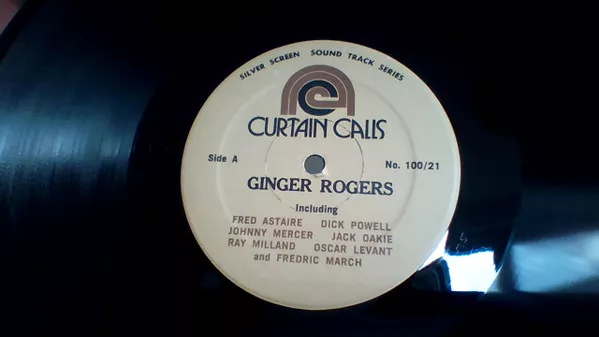 SILVER SCREEN SOUND TRACK SERIES
CURTAIN CALLS
Side A No. 100/21
GINGER ROGERS
Including
FRED ASTAIRE DICK POWELL
JOHNNY MERCER JACK OAKIE
RAY MILLAND OSCAR LEVANT
and FREDRIC MARCH